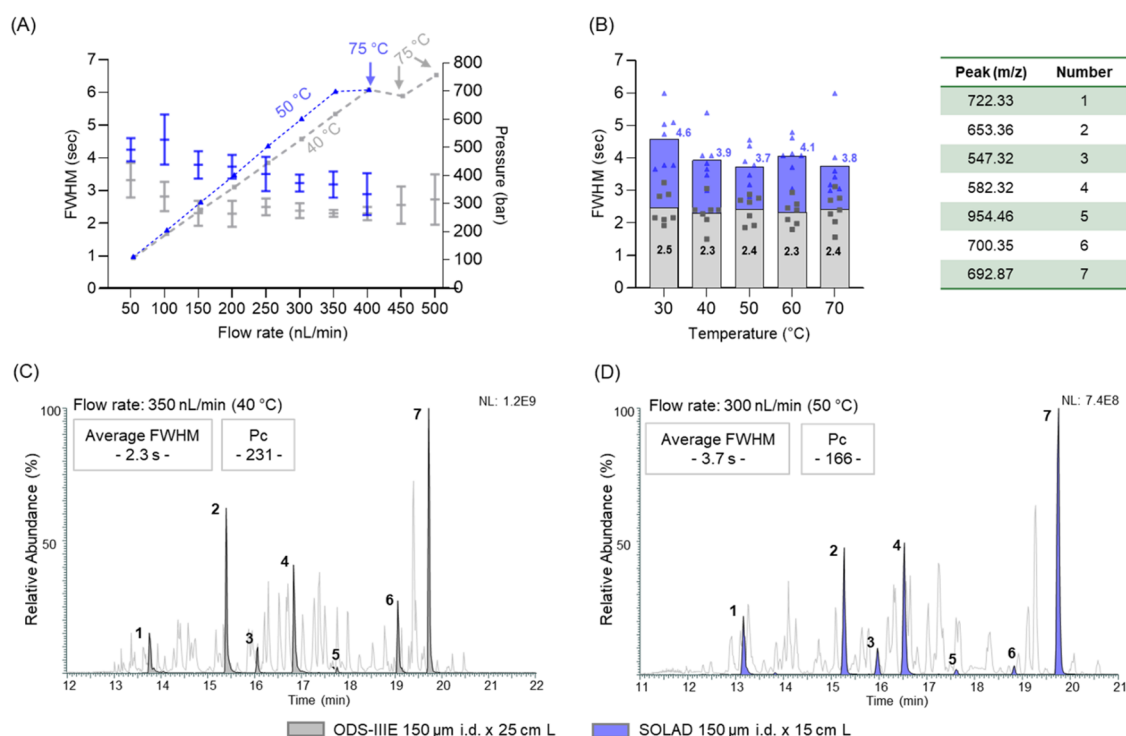 (A)
FWHM (sec)
7
6
5
4
3
2
1
0
50 °C
40 °C
75 °C
75 °C
800
700
600
500
400
300
200
100
0
Pressure (bar)
50 100 150 200 250 300 350 400 450 500
Flow rate (nL/min)
(B)
FWHM (sec)
7
6
5
4
3
2
1
0
4.6 3.9 3.7 4.1 3.8
2.5 2.3 2.4 2.3 2.4
30 40 50 60 70
Temperature (°C)
Peak (m/z) Number
722.33 1
653.36 2
547.32 3
582.32 4
954.46 5
700.35 6
692.87 7
(C)
Flow rate: 350 nL/min (40 °C)
NL: 1.2E9
Average FWHM
- 2.3 s -
Pc
- 231 -
Relative Abundance (%)
100
50
1 2 3 4 5 6 7
12 13 14 15 16 17 18 19 20 21 22
Time (min)
(D)
Flow rate: 300 nL/min (50 °C)
NL: 7.4E8
Average FWHM
- 3.7 s -
Pc
- 166 -
Relative Abundance (%)
100
50
1 2 3 4 5 6 7
11 12 13 14 15 16 17 18 19 20 21
Time (min)
ODS-IIIE 150 µm i.d. x 25 cm L
SOLAD 150 µm i.d. x 15 cm L